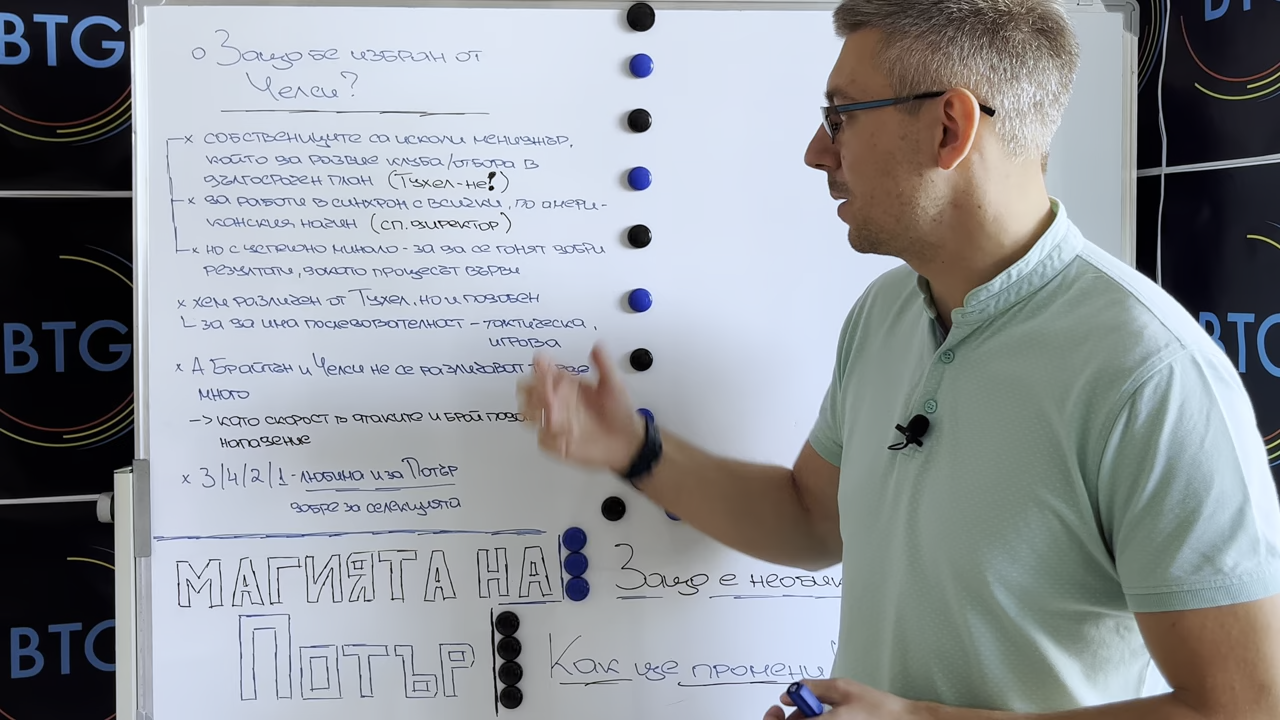 BTG
BTG
BTG
BTG
BTG
о Защо бе избран от
Челси?
х собствениците са искали мениджър,
който да развие клуба/отбора в
дългосрочен план (Тухел-не!)
х да работи в синхрон с всички, по амери-
канския начин (сп. директор)
х но с успешно минало - за да се гонят добри
резултати, докато процесът върви
х хем различен от Тухел, но и подобен
за да има последователност - тактическа,
игрова
х А Брайтън и Челси не се различават
много
-> като скорост в атаките и брой
нападение
х 3/4/2/1 - любима и за Потър
добре за селекцията
МАГИЯТА НА
ПОТЪР
Защо е
Как ще промени